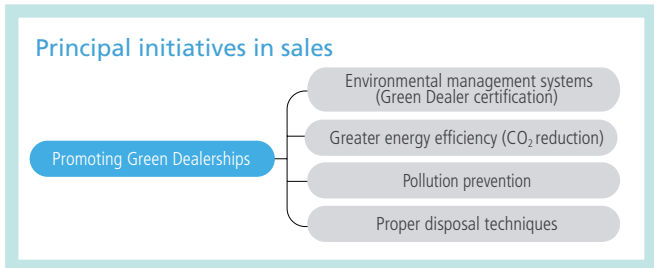 Principal initiatives in sales
Environmental management systems
(Green Dealer certification)
Promoting Green Dealerships
Greater energy efficiency (CO₂ reduction)
Pollution prevention
Proper disposal techniques